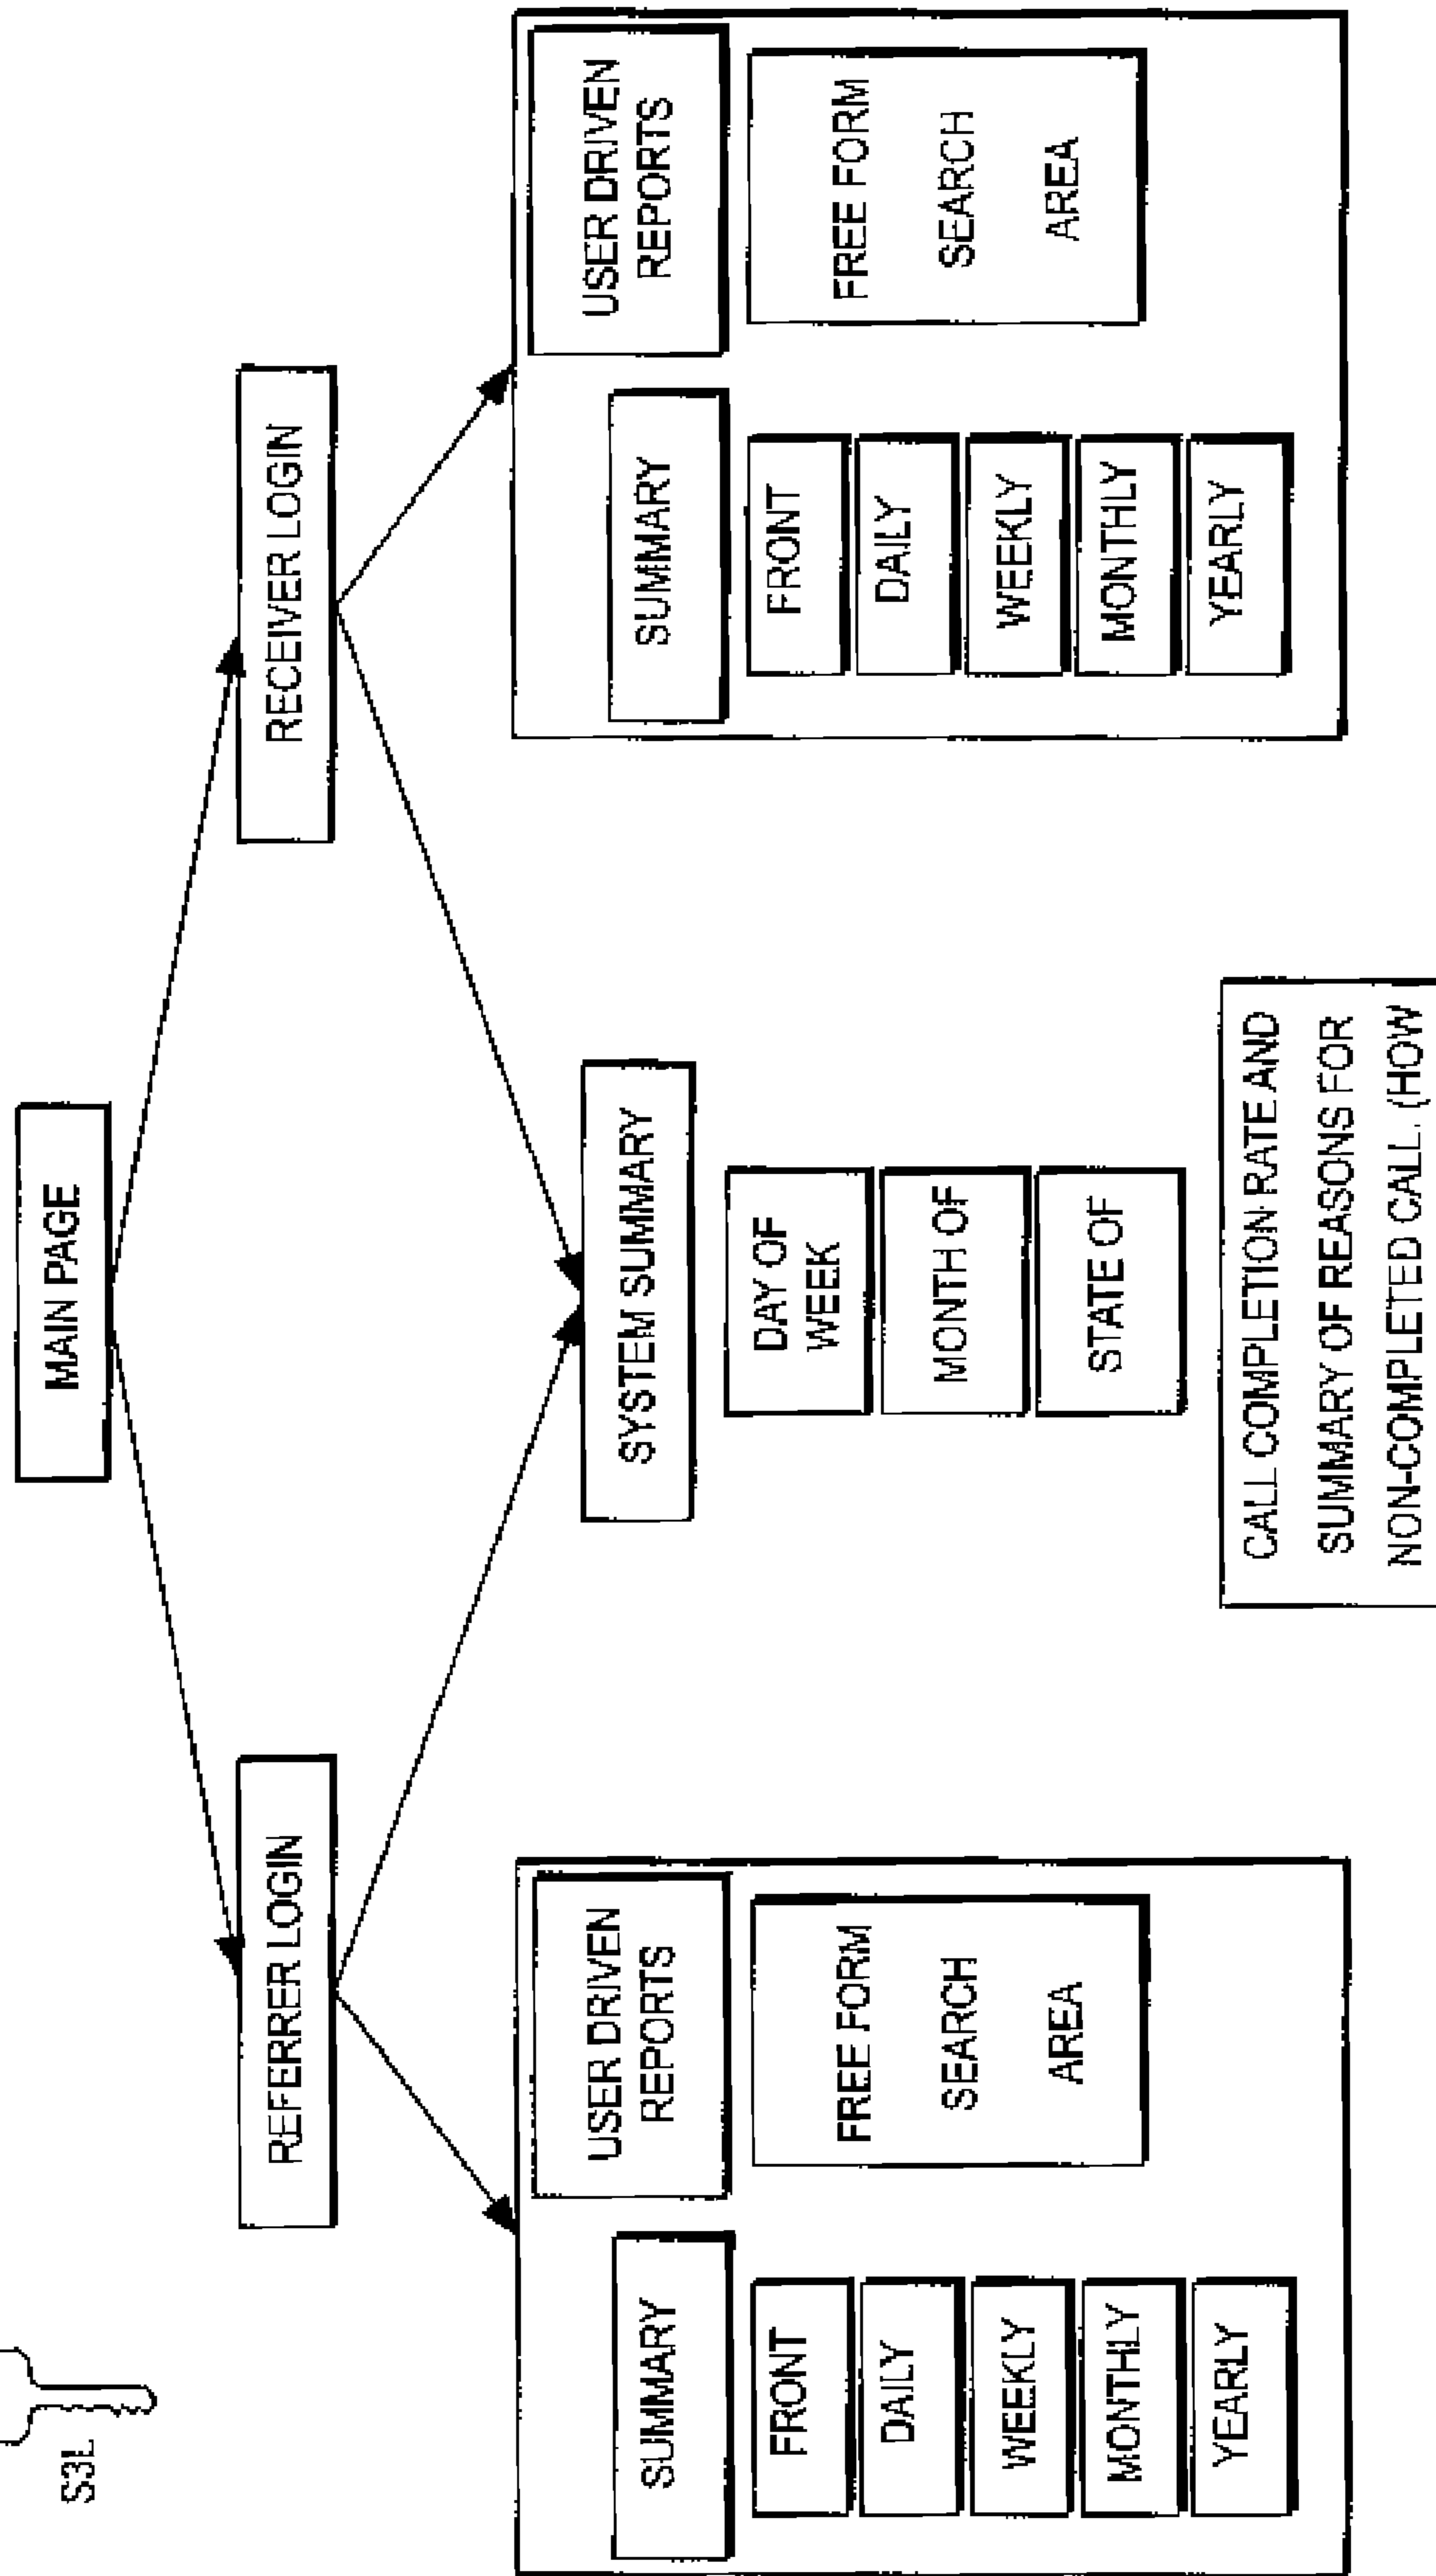 S3L
MAIN PAGE
REFERRER LOGIN
RECEIVER LOGIN
SUMMARY
USER DRIVEN
REPORTS
FRONT
DAILY
WEEKLY
MONTHLY
YEARLY
FREE FORM
SEARCH
AREA
SYSTEM SUMMARY
DAY OF
WEEK
MONTH OF
STATE OF
CALL COMPLETION RATE AND
SUMMARY OF REASONS FOR
NON-COMPLETED CALL. (HOW
SUMMARY
USER DRIVEN
REPORTS
FRONT
DAILY
WEEKLY
MONTHLY
YEARLY
FREE FORM
SEARCH
AREA